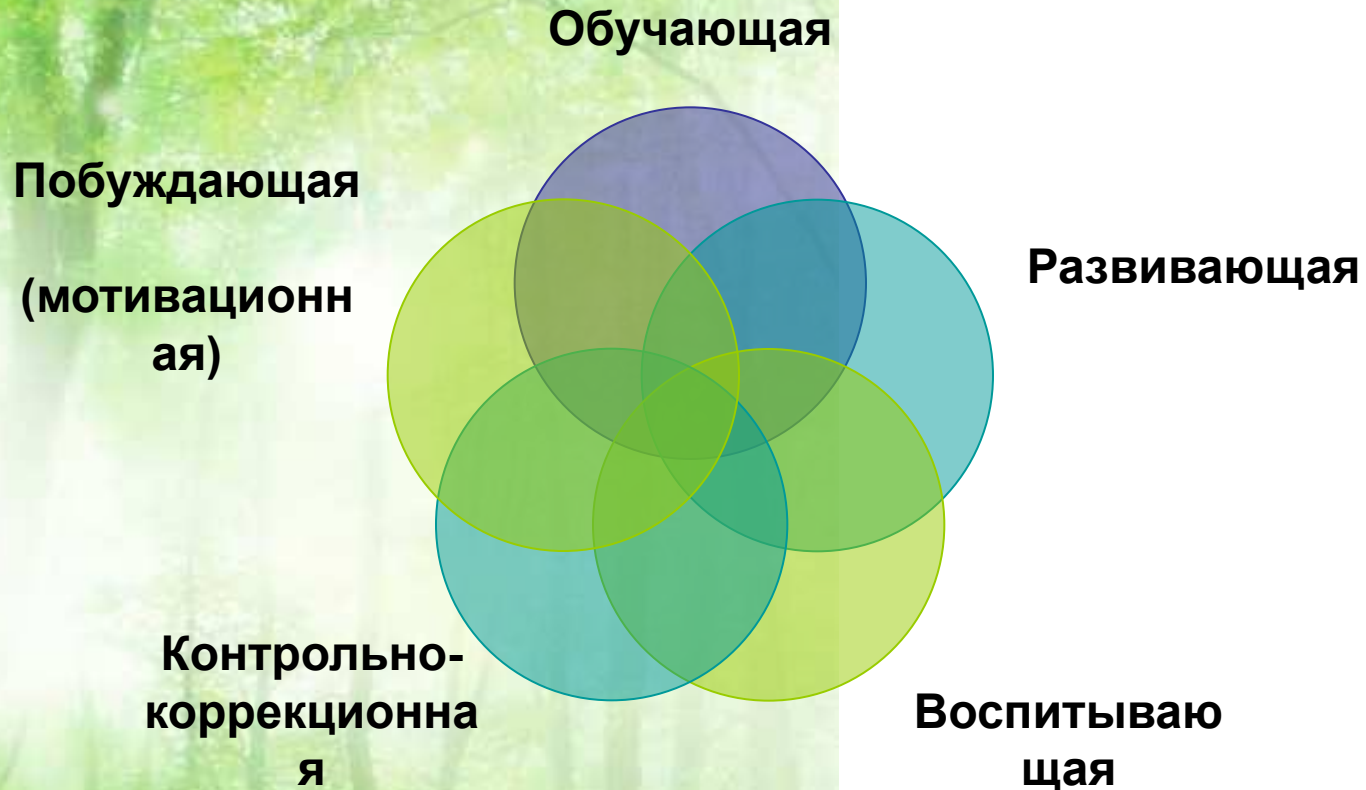 Обучающая
Побуждающая
(мотивационн
ая)
Развивающая
Контрольно-
коррекционна
я
Воспитываю
щая